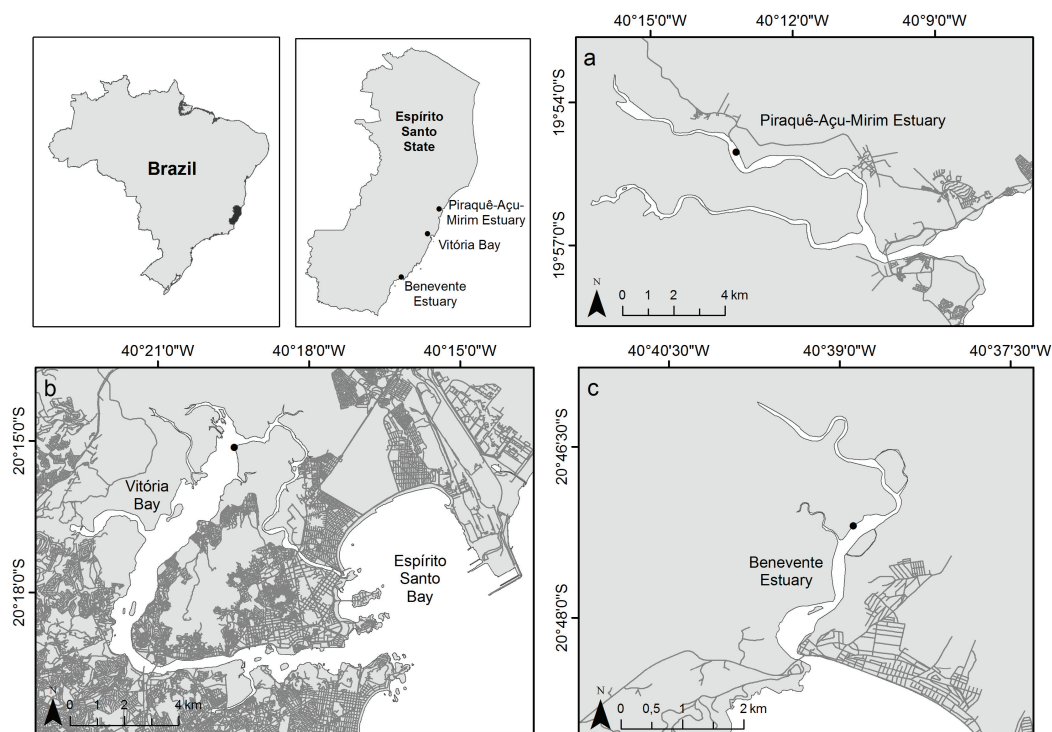 Brazil
Espírito
Santo
State
Piraquê-Açu-
Mirim Estuary
Vitória Bay
Benevente
Estuary
40°15'0"W 40°12'0"W 40°9'0"W
a
19°54'0"S
19°57'0"S
Piraquê-Açu-Mirim Estuary
N
0 1 2 4 km
40°21'0"W 40°18'0"W 40°15'0"W
b
20°15'0"S
20°18'0"S
Vitória
Bay
Espírito
Santo
Bay
N
0 1 2 4 km
40°40'30"W 40°39'0"W 40°37'30"W
c
20°46'30"S
20°48'0"S
Benevente
Estuary
N
0 0,5 1 2 km